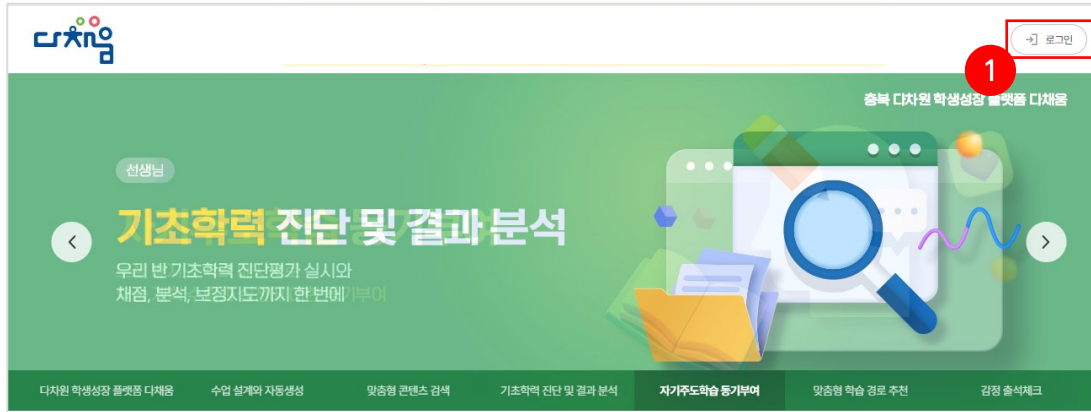 다채움
로그인
1
충북 다차원 학생성장 플랫폼 다채움
선생님
기초학력 진단 및 결과 분석
우리 반 기초학력 진단평가 실시와
채점, 분석, 보정지도까지 한 번에
다차원 학생성장 플랫폼 다채움
수업 설계와 자동생성
맞춤형 콘텐츠 검색
기초학력 진단 및 결과 분석
자기주도학습 동기부여
맞춤형 학습 경로 추천
감정 출석체크